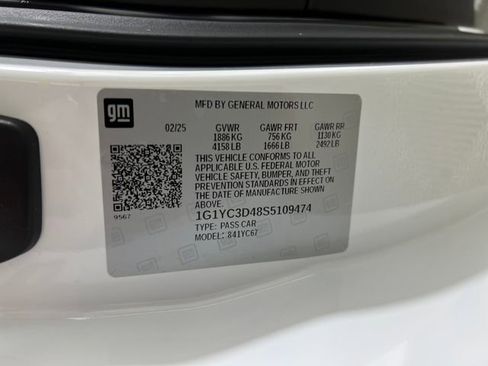 gm
MFD BY GENERAL MOTORS LLC
02/25 GVWR GAWR FRT GAWR RR
1886 KG 756 KG 1130 KG
4158 LB 1666 LB 2492 LB
THIS VEHICLE CONFORMS TO ALL
APPLICABLE U.S. FEDERAL MOTOR
VEHICLE SAFETY, BUMPER, AND THEFT
PREVENTION STANDARDS IN EFFECT ON
THE DATE OF MANUFACTURE SHOWN
ABOVE.
9567
1G1YC3D48S5109474
TYPE: PASS CAR
MODEL: 841YC67